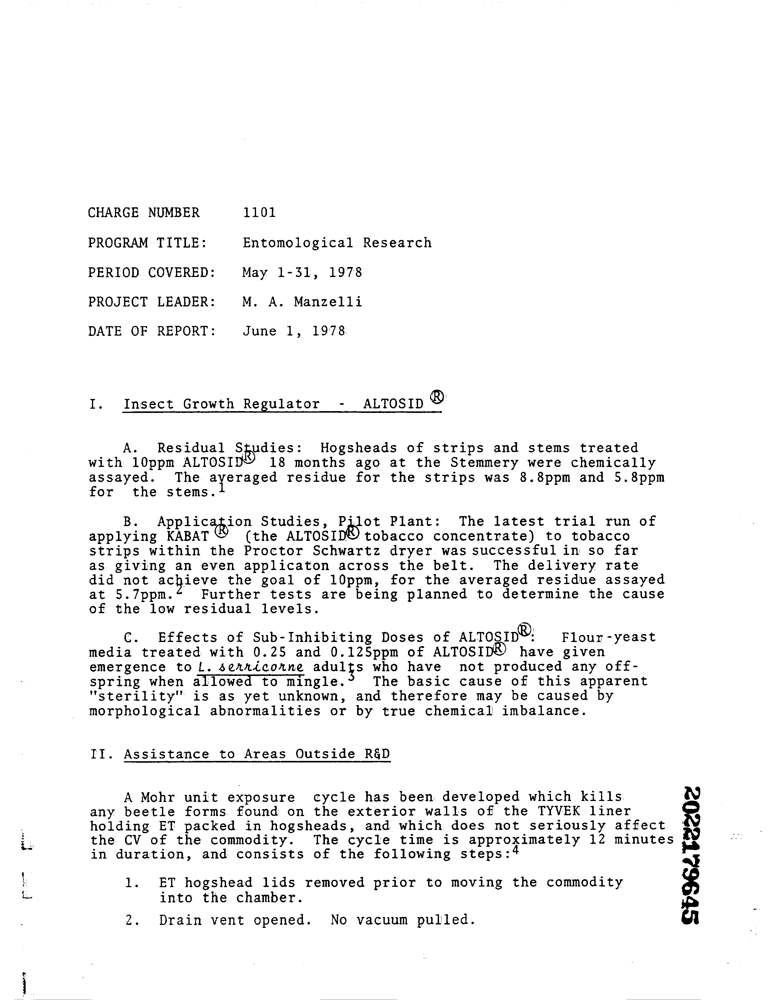 CHARGE NUMBER 1101
PROGRAM TITLE: Entomological Research
PERIOD COVERED: May 1-31, 1978
PROJECT LEADER: M. A. Manzelli
DATE OF REPORT: June 1, 1978
I. Insect Growth Regulator - ALTOSID ®
A. Residual Studies: Hogsheads of strips and stems treated
with 10ppm ALTOSID® 18 months ago at the Stemmery were chemically
assayed. The averaged residue for the strips was 8.8ppm and 5.8ppm
for the stems.1
B. Application Studies, Pilot Plant: The latest trial run of
applying KABAT ® (the ALTOSID® tobacco concentrate) to tobacco
strips within the Proctor Schwartz dryer was successful in so far
as giving an even applicaton across the belt. The delivery rate
did not achieve the goal of 10ppm, for the averaged residue assayed
at 5.7ppm.2 Further tests are being planned to determine the cause
of the low residual levels.
C. Effects of Sub-Inhibiting Doses of ALTOSID®: Flour-yeast
media treated with 0.25 and 0.125ppm of ALTOSID® have given
emergence to L. serricorne adults who have not produced any off-
spring when allowed to mingle.3 The basic cause of this apparent
"sterility" is as yet unknown, and therefore may be caused by
morphological abnormalities or by true chemical imbalance.
II. Assistance to Areas Outside R&D
A Mohr unit exposure cycle has been developed which kills
any beetle forms found on the exterior walls of the TYVEK liner
holding ET packed in hogsheads, and which does not seriously affect
the CV of the commodity. The cycle time is approximately 12 minutes
in duration, and consists of the following steps:4
1. ET hogshead lids removed prior to moving the commodity
into the chamber.
2. Drain vent opened. No vacuum pulled.
2022179645